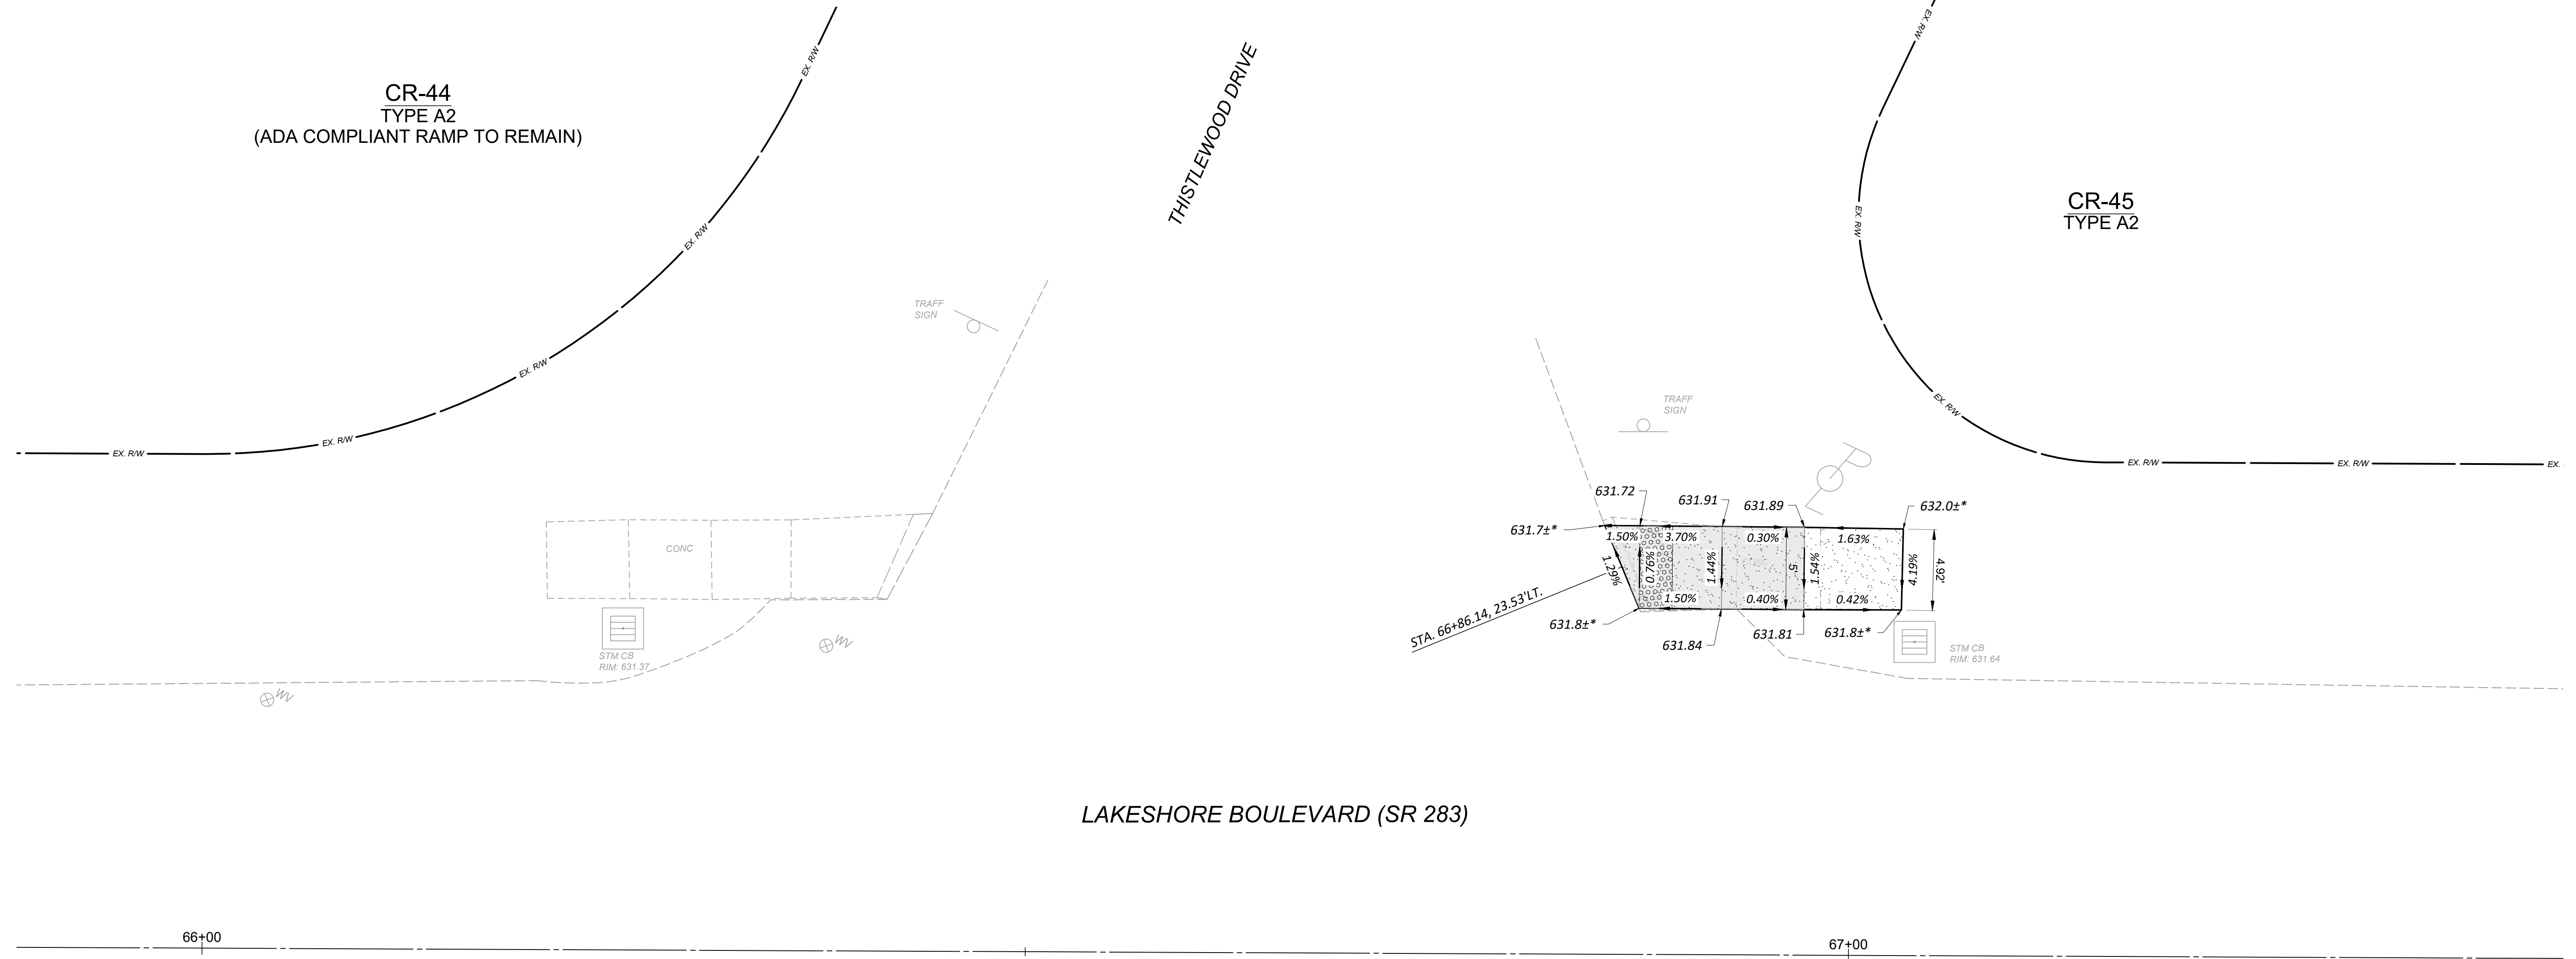 EX. R/W
EX. R/W
THISTLEWOOD DRIVE
CR-44
TYPE A2
(ADA COMPLIANT RAMP TO REMAIN)
CR-45
TYPE A2
EX. R/W
EX. R/W
TRAFF
SIGN
EX. R/W
TRAFF
SIGN
EX. R/W
EX. R/W
EX. R/W
EX. R/W
EX. R/W
EX.
631.72
631.91
631.89
632.0±*
631.7±*
1.50%
3.70%
0.30%
1.63%
CONC
1.29%
0.76%
1.44%
5'
1.54%
4.19%
4.92'
1.50%
0.40%
0.42%
STA. 66+86.14, 23.53'LT.
631.8±*
631.84
631.81
631.8±*
W
STM CB
RIM: 631.37
STM CB
RIM: 631.64
W
LAKESHORE BOULEVARD (SR 283)
66+00
67+00